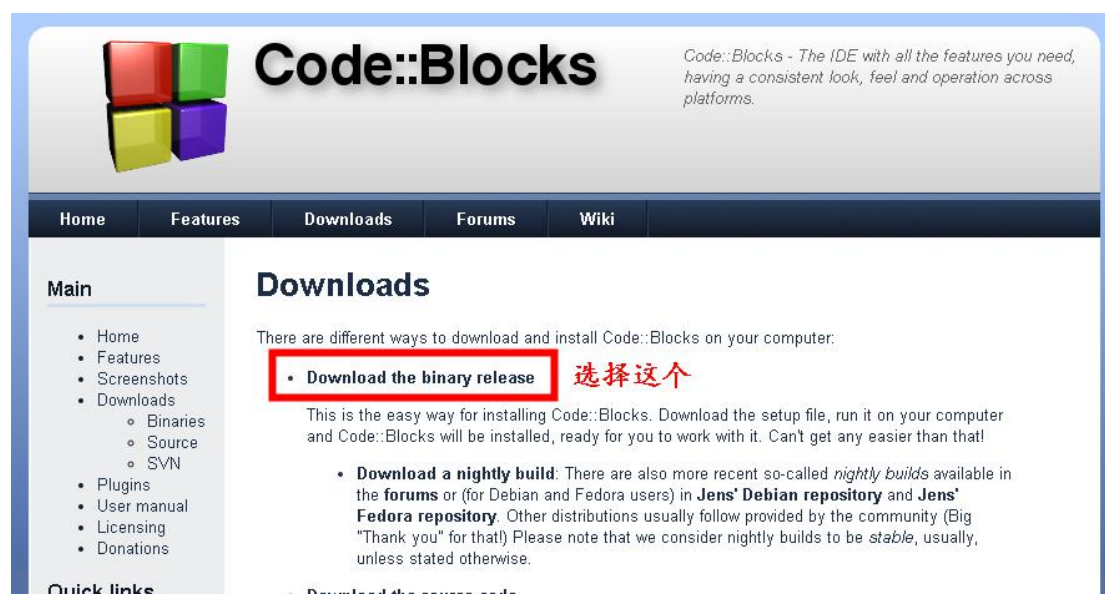 Code::Blocks
Code::Blocks - The IDE with all the features you need,
having a consistent look, feel and operation across
platforms.
Home Features Downloads Forums Wiki
Main
Home
Features
Screenshots
Downloads
Binaries
Source
SVN
Plugins
User manual
Licensing
Donations
Quick links
Downloads
There are different ways to download and install Code::Blocks on your computer:
Download the binary release 选择这个
This is the easy way for installing Code::Blocks. Download the setup file, run it on your computer
and Code::Blocks will be installed, ready for you to work with it. Can't get any easier than that!
Download a nightly build: There are also more recent so-called nightly builds available in
the forums or (for Debian and Fedora users) in Jens' Debian repository and Jens'
Fedora repository. Other distributions usually follow provided by the community (Big
"Thank you" for that!) Please note that we consider nightly builds to be stable, usually,
unless stated otherwise.
Download the source code